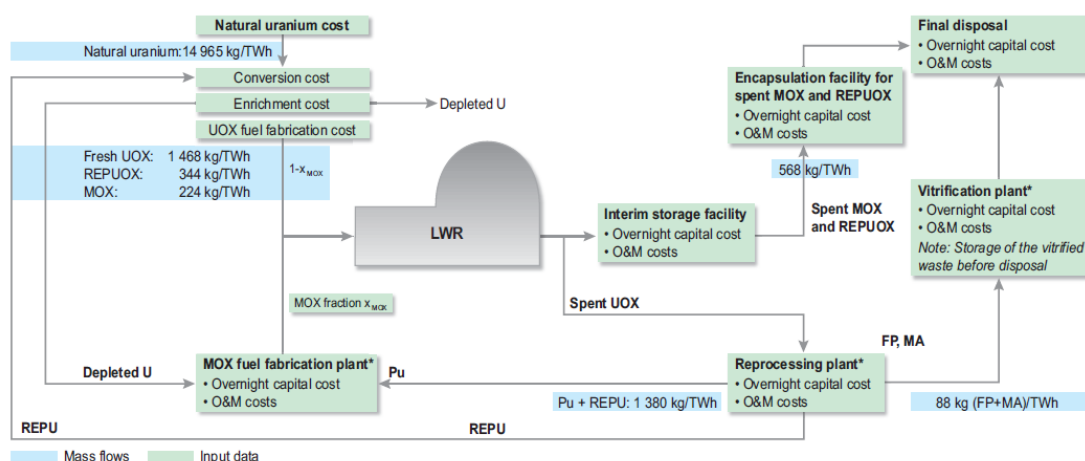 Natural uranium cost
Natural uranium:14 965 kg/TWh
Conversion cost
Enrichment cost
Depleted U
UOX fuel fabrication cost
Fresh UOX: 1 468 kg/TWh
REPUOX: 344 kg/TWh
MOX: 224 kg/TWh
1-xMOX
LWR
Interim storage facility
• Overnight capital cost
• O&M costs
Encapsulation facility for
spent MOX and REPUOX
• Overnight capital cost
• O&M costs
568 kg/TWh
Spent MOX
and REPUOX
Final disposal
• Overnight capital cost
• O&M costs
Vitrification plant*
• Overnight capital cost
• O&M costs
Note: Storage of the vitrified
waste before disposal
Spent UOX
MOX fraction xMOX
MOX fuel fabrication plant*
• Overnight capital cost
• O&M costs
Depleted U
Pu
Pu + REPU: 1 380 kg/TWh
Reprocessing plant*
• Overnight capital cost
• O&M costs
FP, MA
88 kg (FP+MA)/TWh
REPU
REPU
Mass flows
Input data